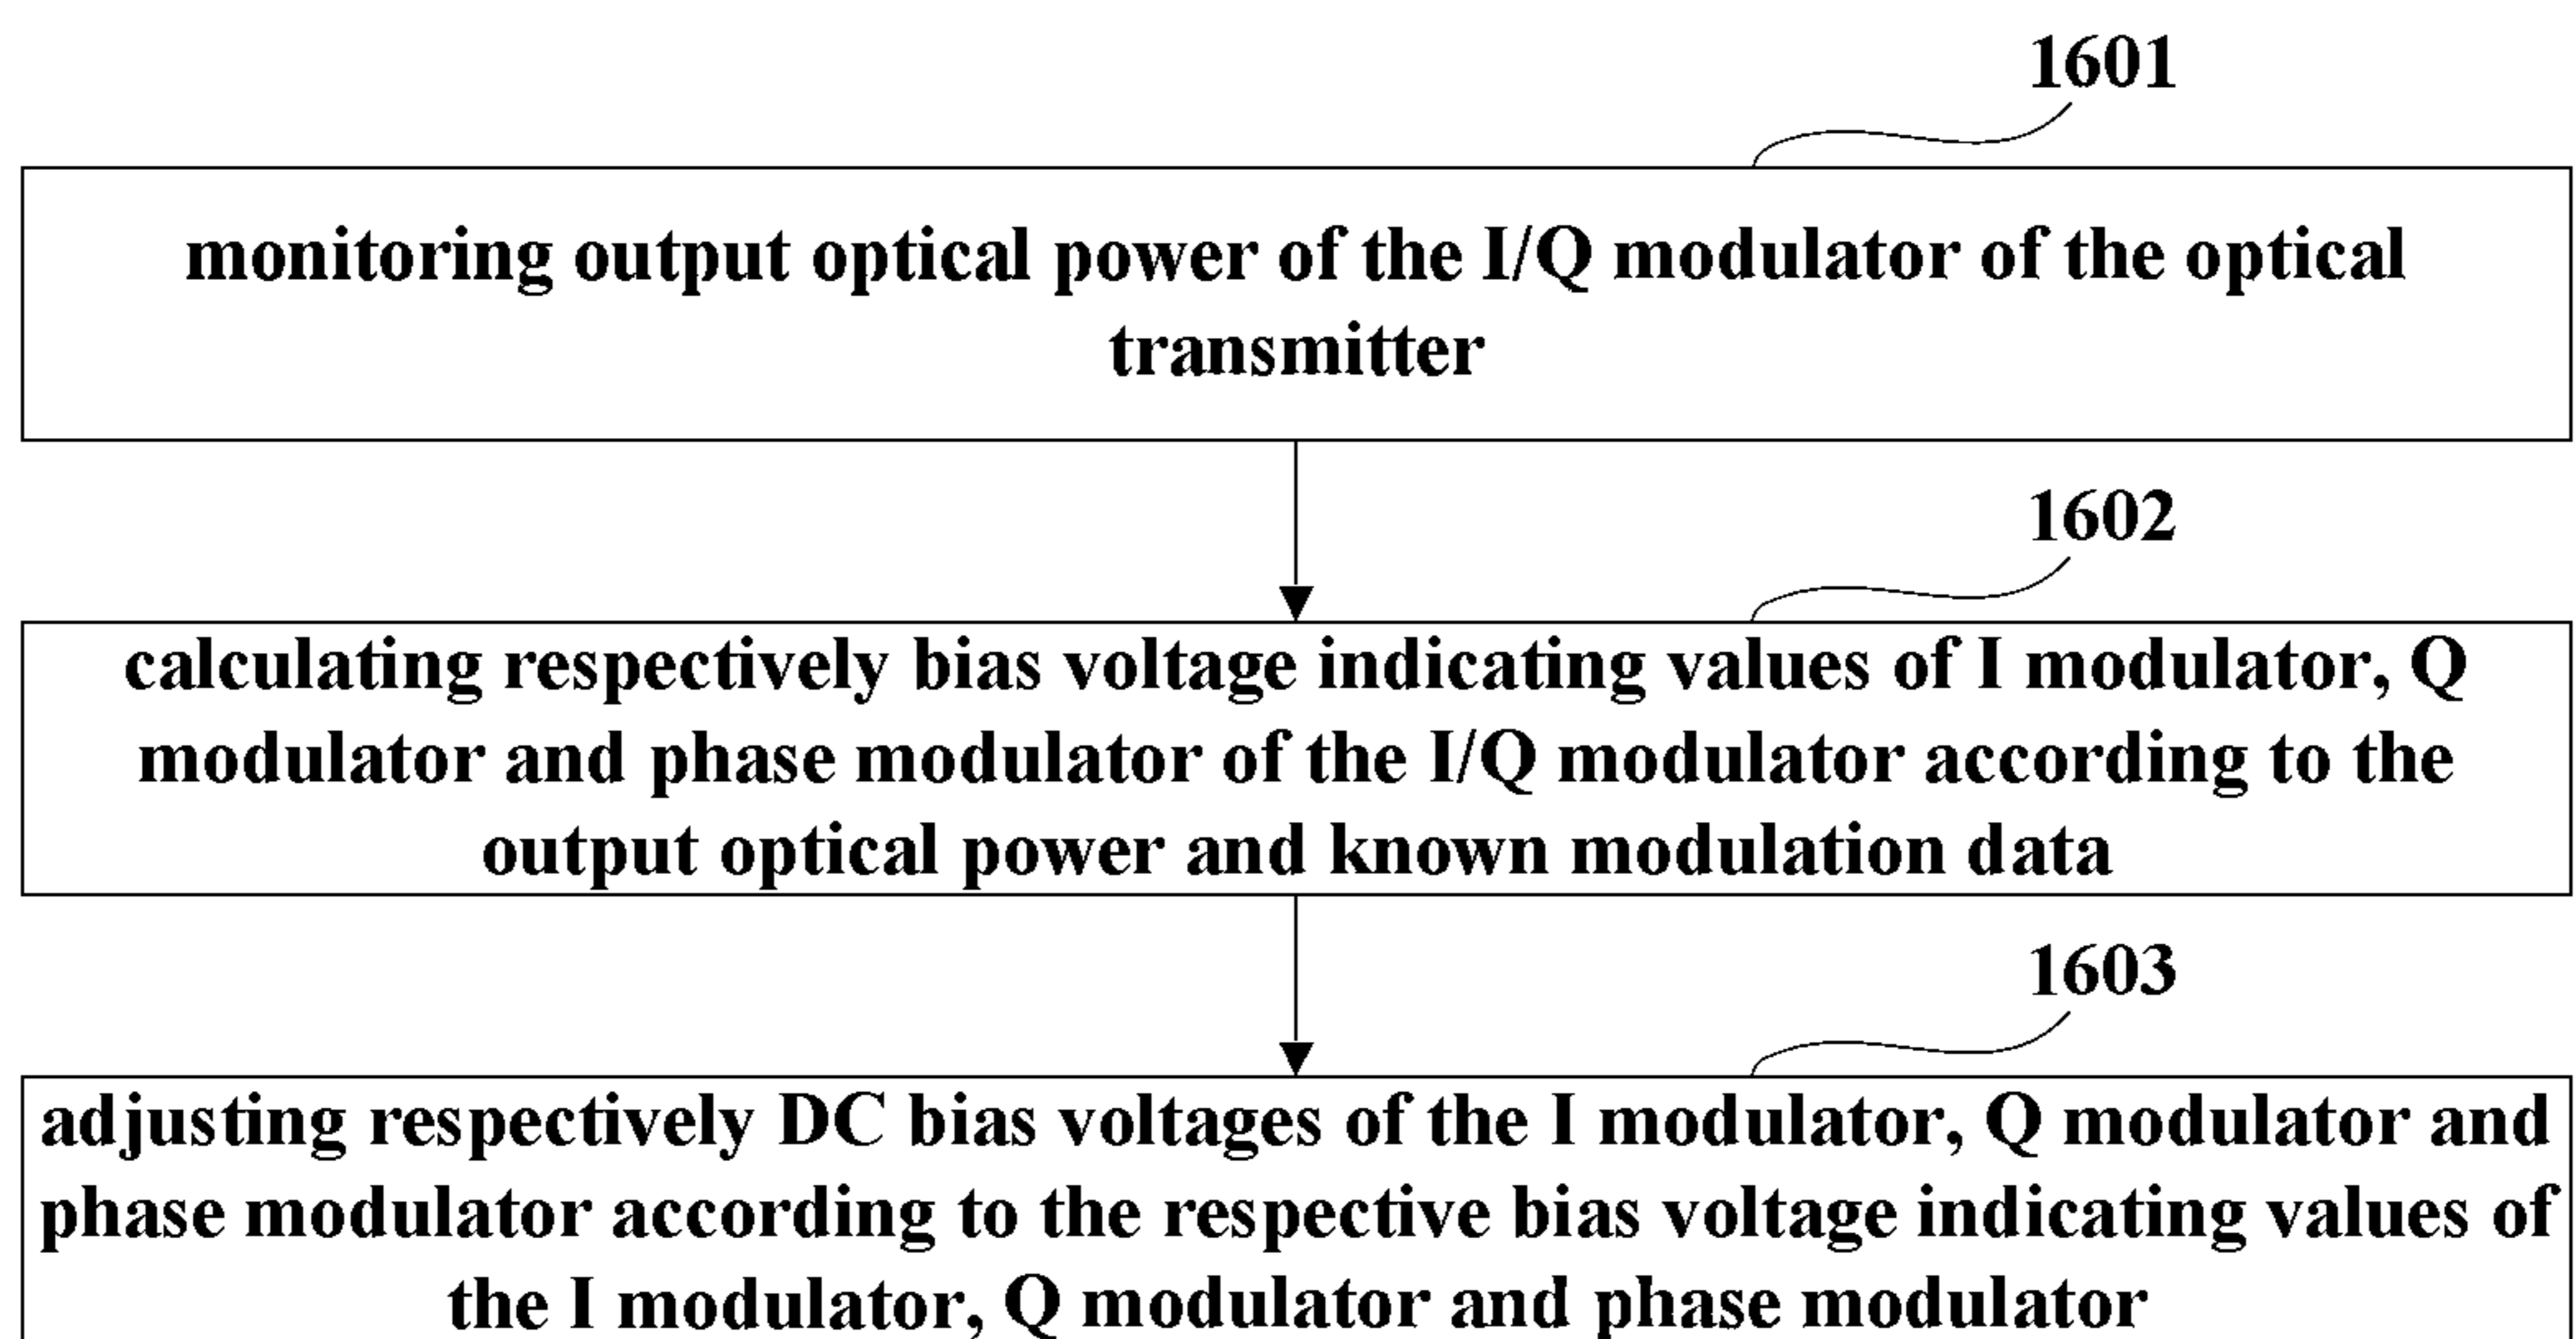 1601
monitoring output optical power of the I/Q modulator of the optical
transmitter
1602
calculating respectively bias voltage indicating values of I modulator, Q
modulator and phase modulator of the I/Q modulator according to the
output optical power and known modulation data
1603
adjusting respectively DC bias voltages of the I modulator, Q modulator and
phase modulator according to the respective bias voltage indicating values of
the I modulator, Q modulator and phase modulator